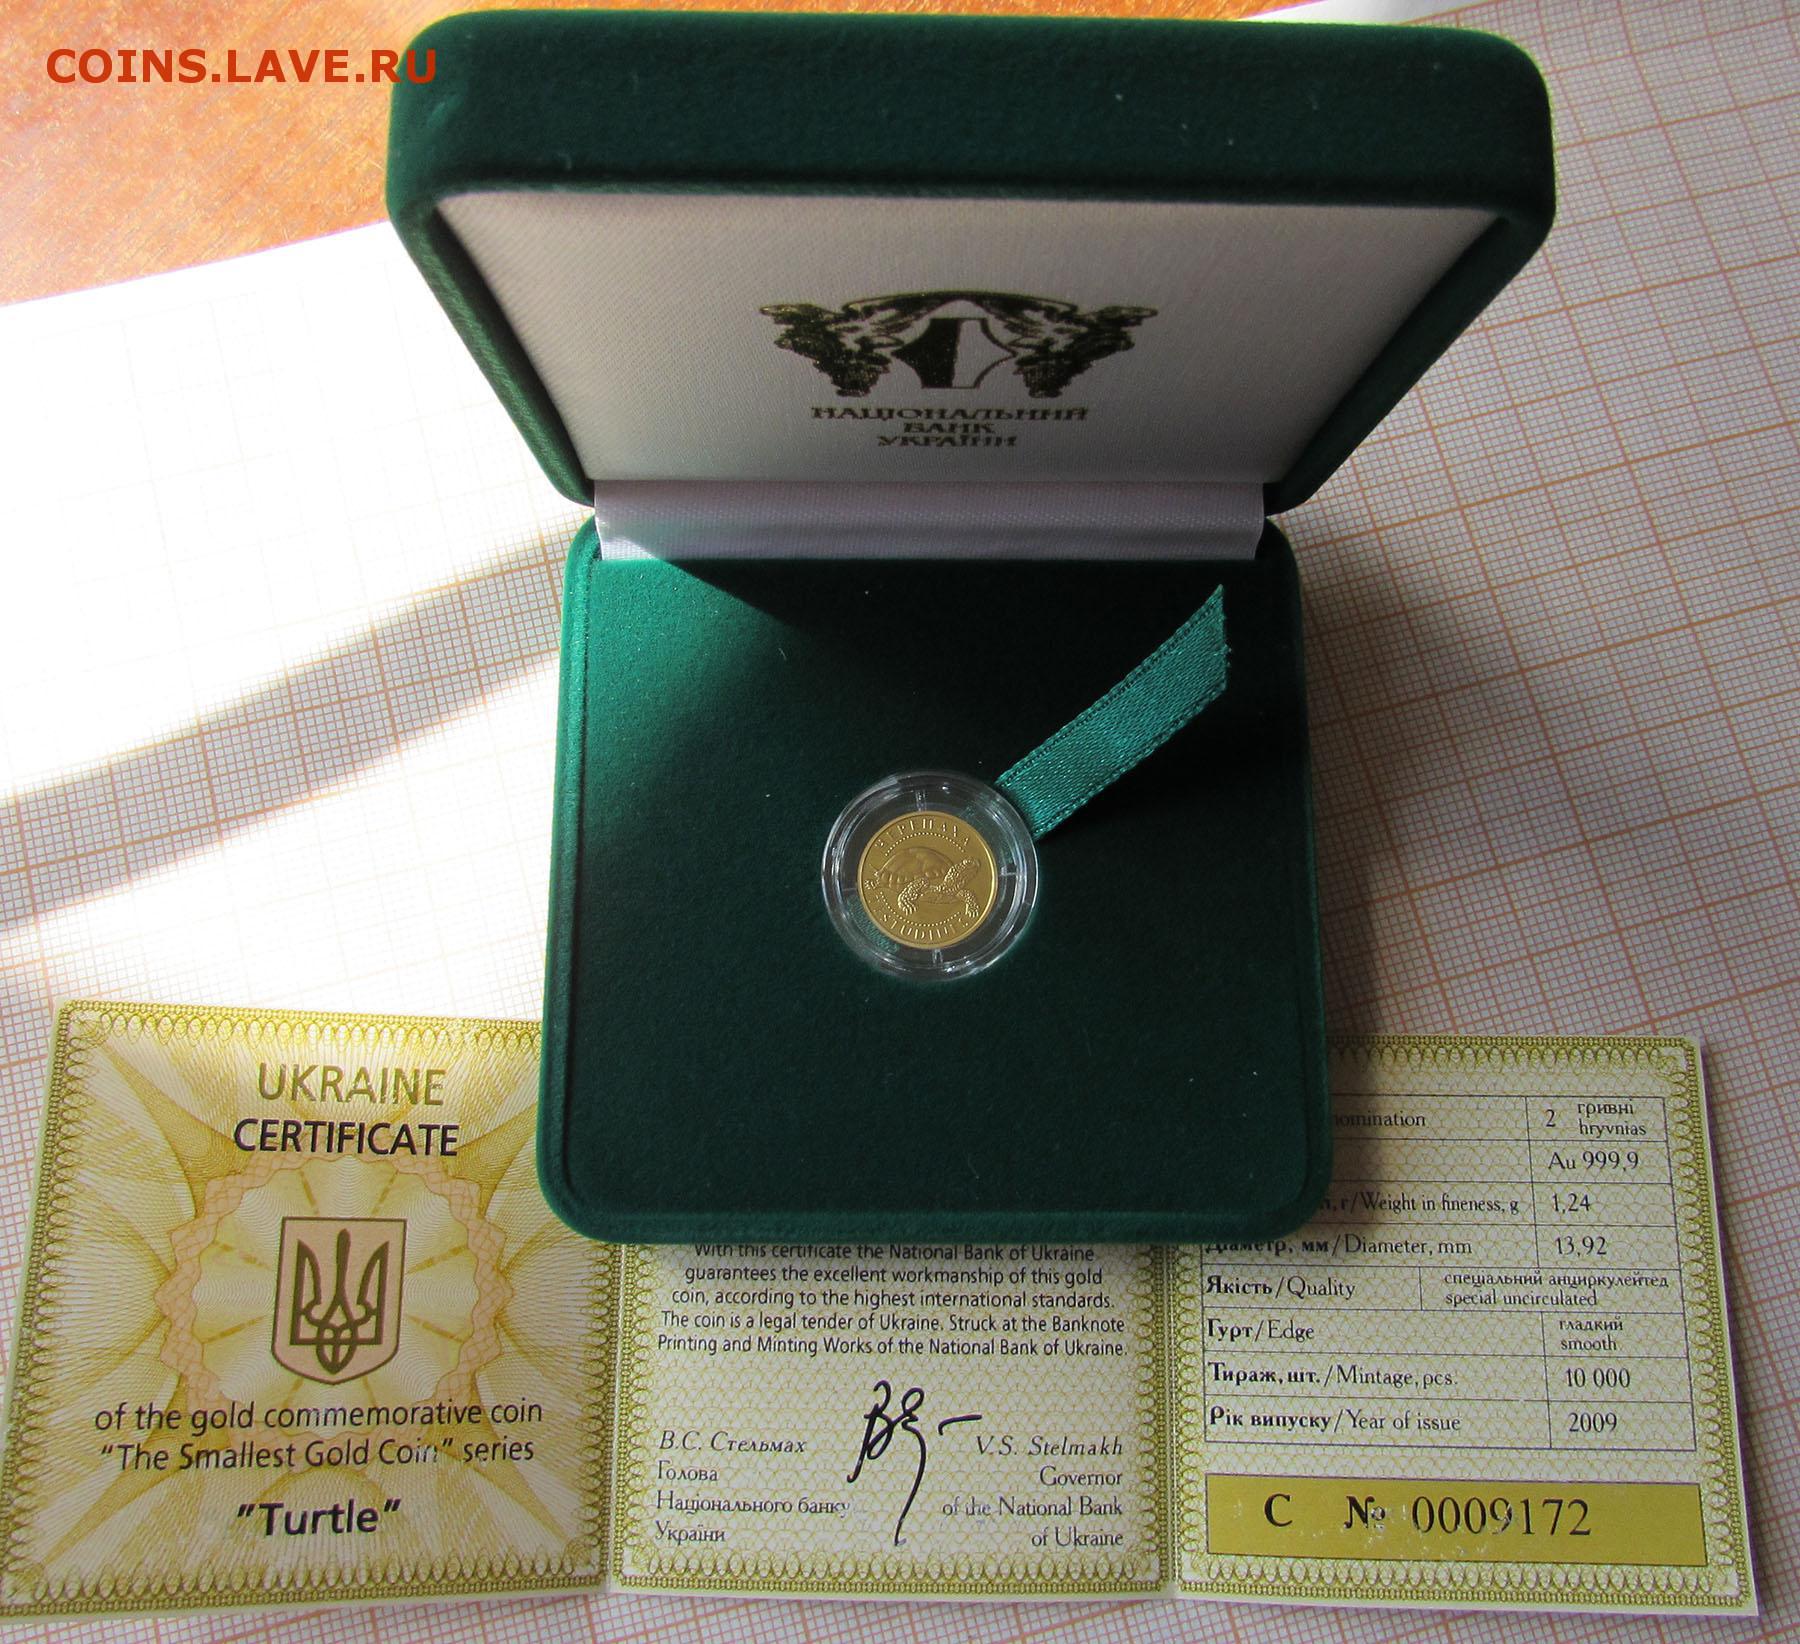 COINS.LAVE.RU
НАЦІОНАЛЬНИЙ
БАНК
УКРАЇНИ
ЧЕРЕПАХА
UKRAINE
CERTIFICATE
of the gold commemorative coin
"The Smallest Gold Coin" series
"Turtle"
With this certificate the National Bank of Ukraine
guarantees the excellent workmanship of this gold
coin, according to the highest international standards.
The coin is a legal tender of Ukraine. Struck at the Banknote
Printing and Minting Works of the National Bank of Ukraine.
В.С. Стельмах
Голова
Національного банку
України
V.S. Stelmakh
Governor
of the National Bank
of Ukraine
2 гривні
hryvnias
Au 999,9
г/Weight in fineness, g 1,24
Діаметр, мм/Diameter, mm 13,92
Якість/Quality спеціальний анциркулейтед
special uncirculated
Гурт/Edge гладкий
smooth
Тираж, шт./Mintage, pcs. 10 000
Рік випуску/Year of issue 2009
С № 0009172